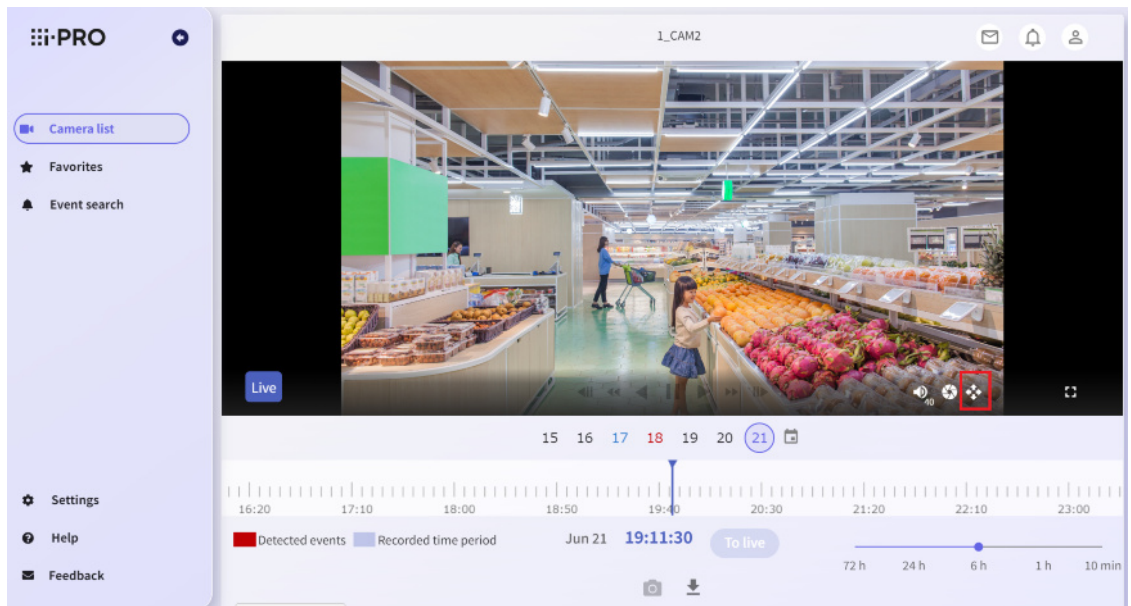 i-PRO
1_CAM2
Camera list
Favorites
Event search
Live
40
15 16 17 18 19 20 21
16:20 17:10 18:00 18:50 19:40 20:30 21:20 22:10 23:00
Settings
Detected events Recorded time period Jun 21 19:11:30 To live
72 h 24 h 6 h 1 h 10 min
Help
Feedback